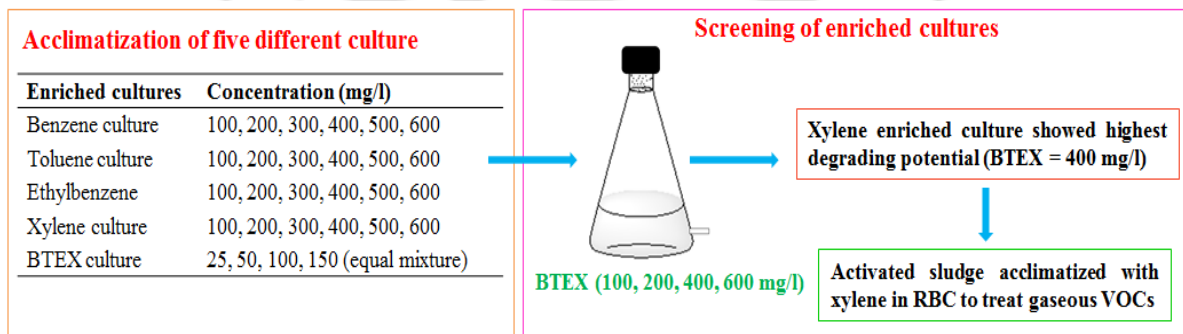 Acclimatization of five different culture
Enriched cultures Concentration (mg/l)
Benzene culture 100, 200, 300, 400, 500, 600
Toluene culture 100, 200, 300, 400, 500, 600
Ethylbenzene 100, 200, 300, 400, 500, 600
Xylene culture 100, 200, 300, 400, 500, 600
BTEX culture 25, 50, 100, 150 (equal mixture)
Screening of enriched cultures
BTEX (100, 200, 400, 600 mg/l)
Xylene enriched culture showed highest
degrading potential (BTEX = 400 mg/l)
Activated sludge acclimatized with
xylene in RBC to treat gaseous VOCs